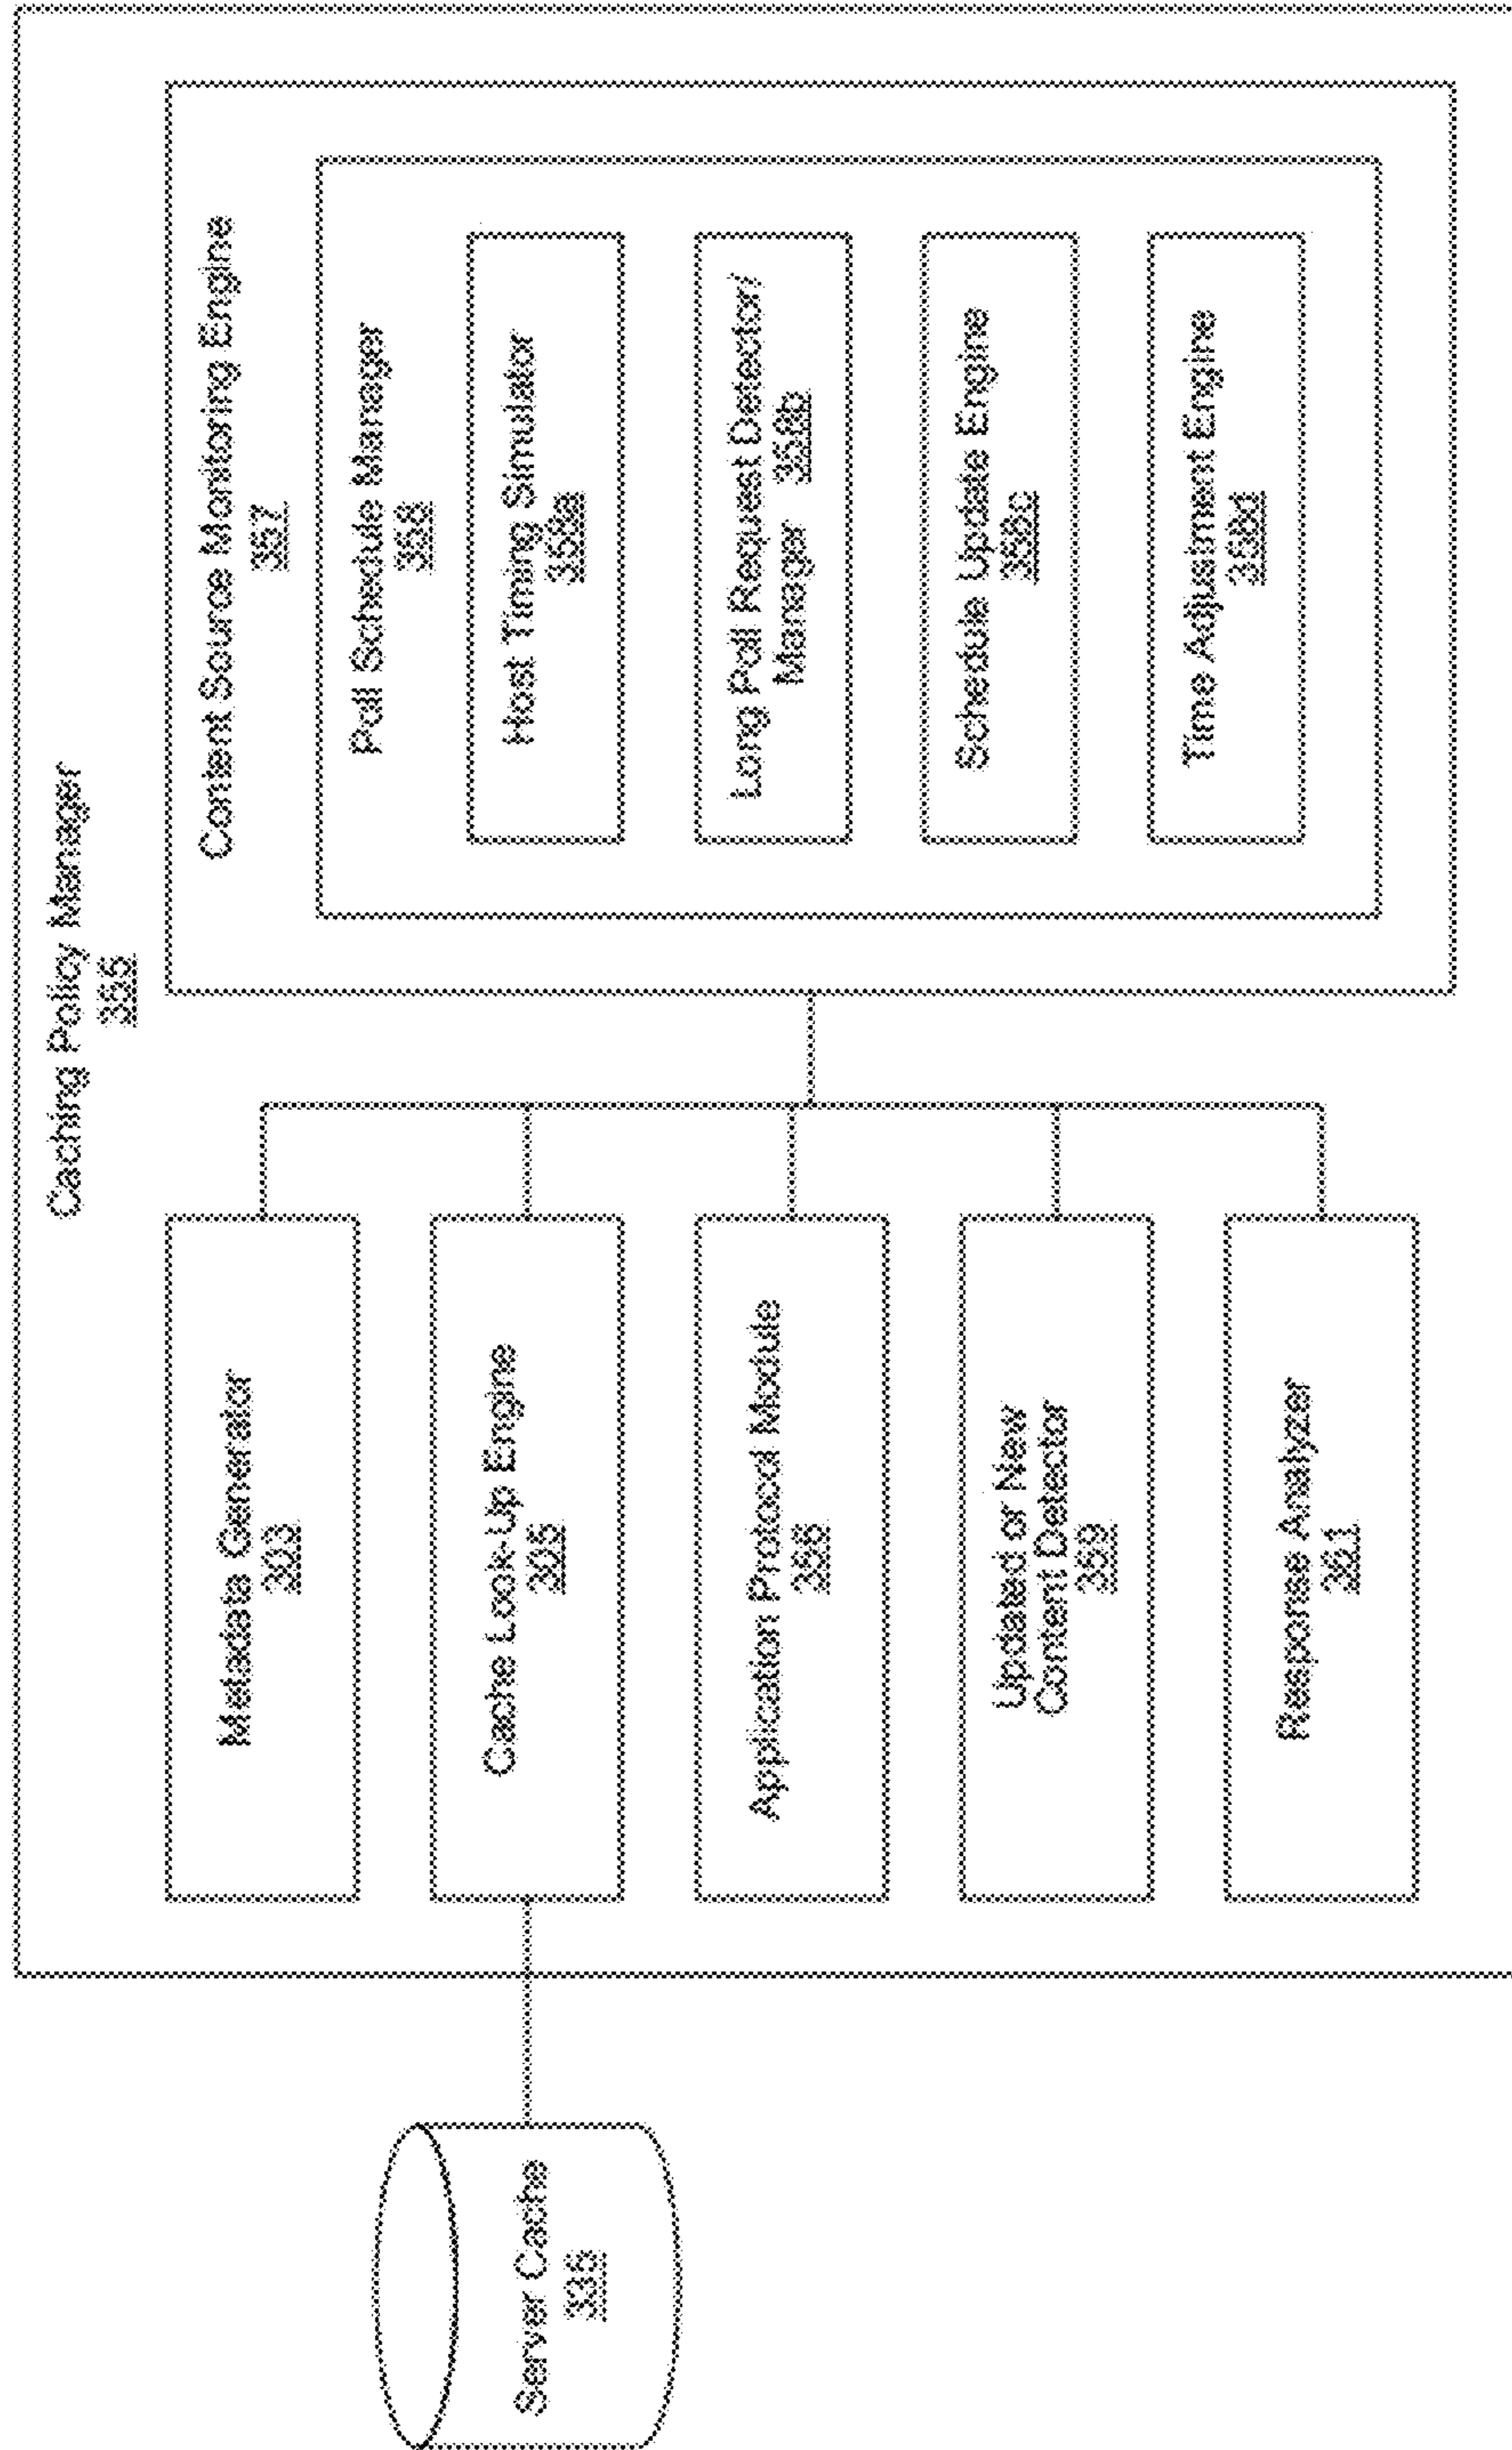 Caching Policy Manager
355
Metadata Generator
303
Cache Look-Up Engine
305
Application Protocol Module
356
Updated or New
Content Detector
359
Response Analyzer
361
Content Source Monitoring Engine
357
Poll Schedule Manager
358
Host Timing Simulator
358a
Long Poll Request Detector/
Manager 358b
Schedule Update Engine
358c
Time Adjustment Engine
358d
Server Cache
335